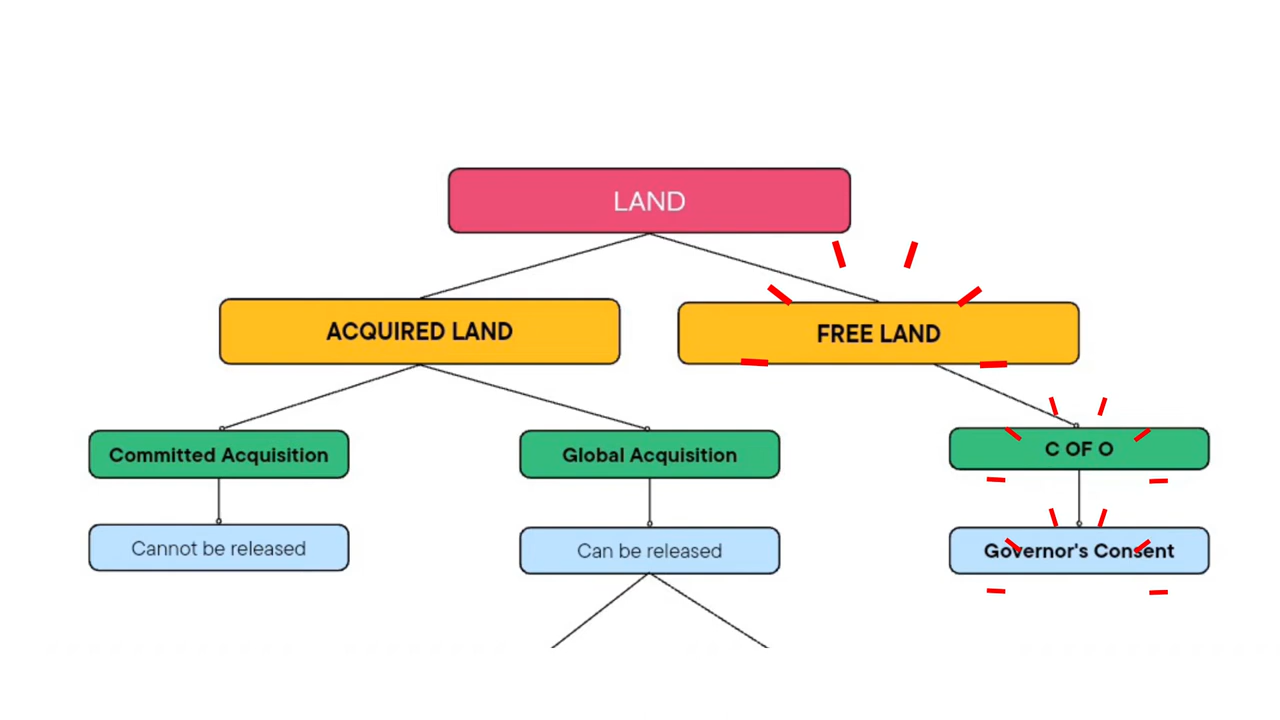 LAND
ACQUIRED LAND
FREE LAND
Committed Acquisition
Global Acquisition
C OF O
Cannot be released
Can be released
Governor's Consent